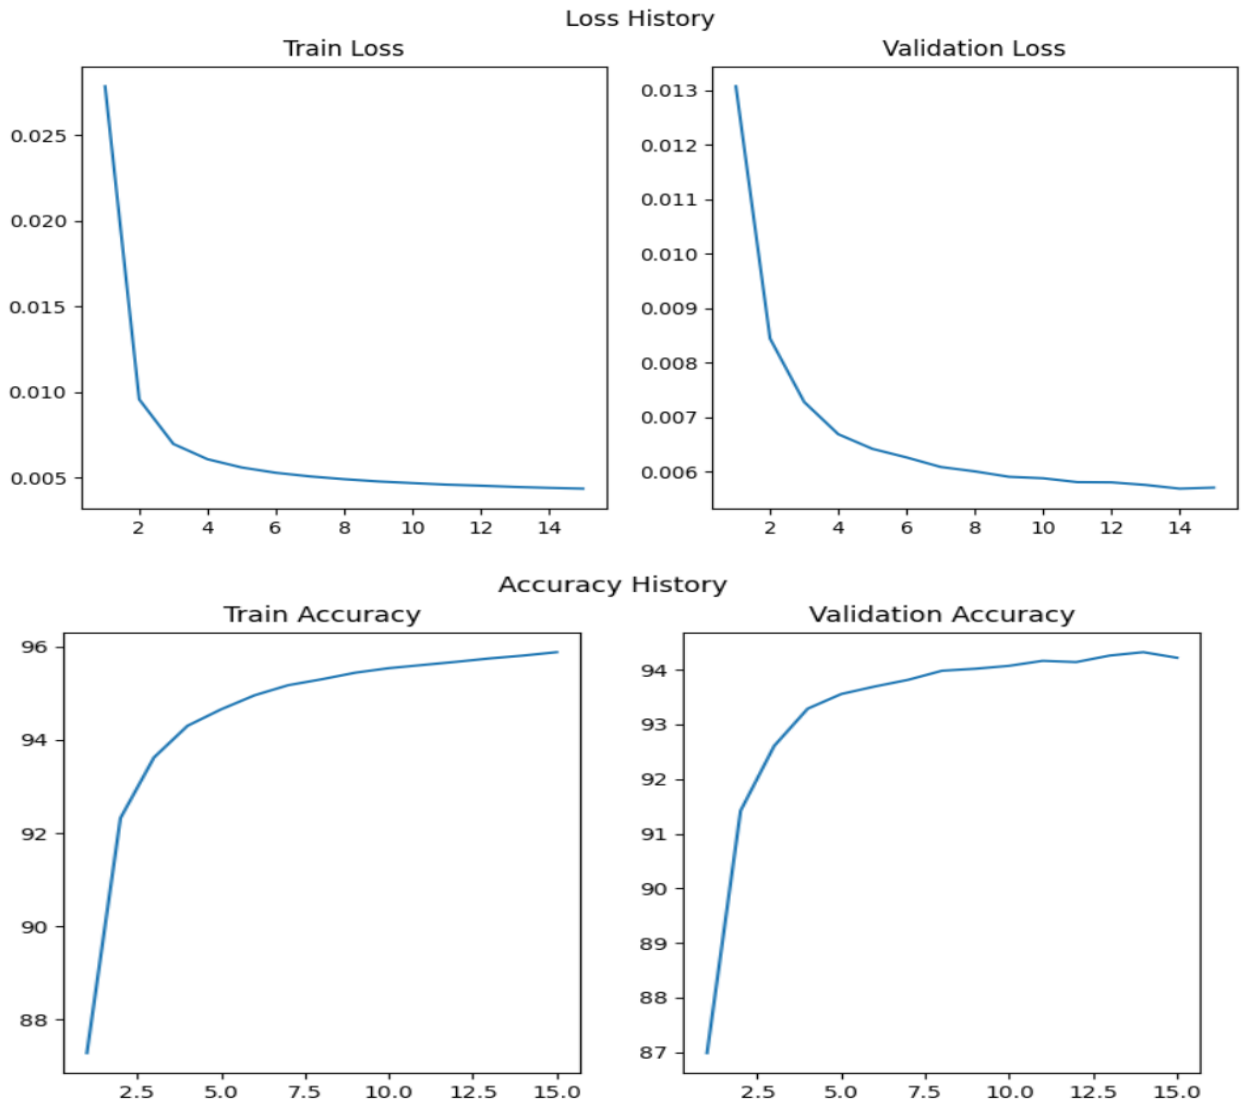 Loss History
Train Loss
0.025
0.020
0.015
0.010
0.005
2 4 6 8 10 12 14
Validation Loss
0.013
0.012
0.011
0.010
0.009
0.008
0.007
0.006
2 4 6 8 10 12 14
Accuracy History
Train Accuracy
96
94
92
90
88
2.5 5.0 7.5 10.0 12.5 15.0
Validation Accuracy
94
93
92
91
90
89
88
87
2.5 5.0 7.5 10.0 12.5 15.0